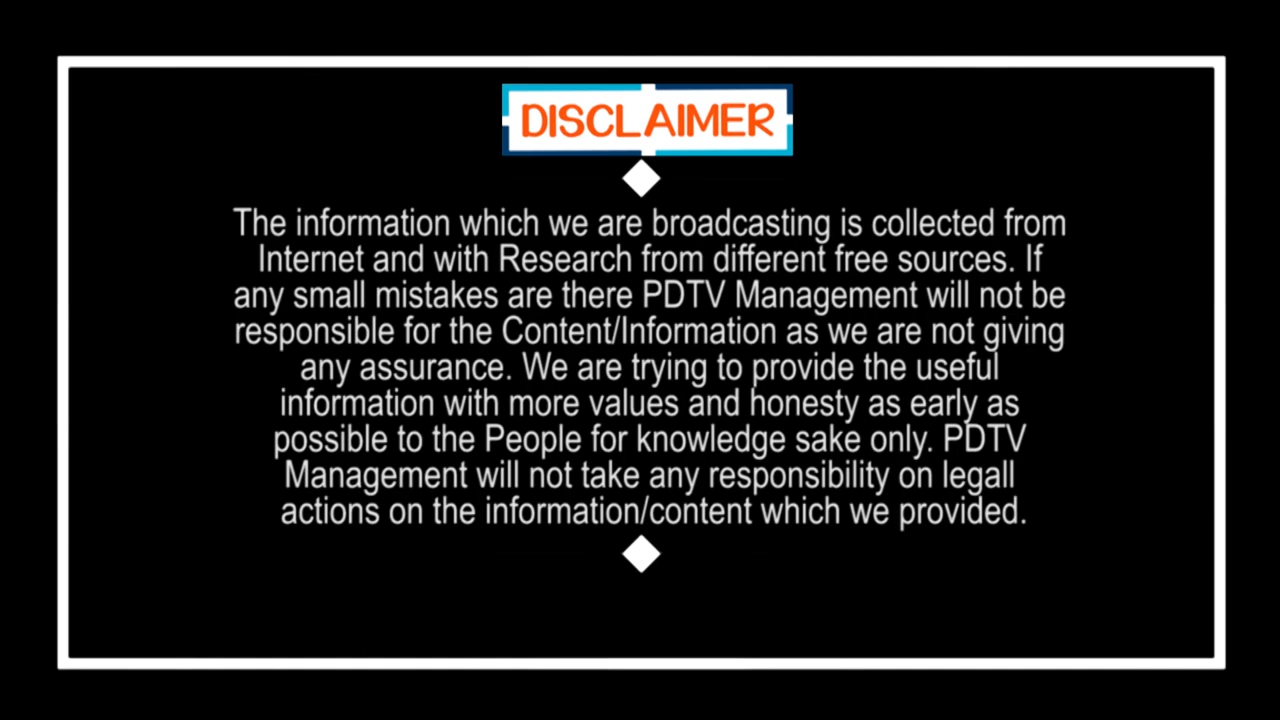 DISCLAIMER
The information which we are broadcasting is collected from
Internet and with Research from different free sources. If
any small mistakes are there PDTV Management will not be
responsible for the Content/Information as we are not giving
any assurance. We are trying to provide the useful
information with more values and honesty as early as
possible to the People for knowledge sake only. PDTV
Management will not take any responsibility on legall
actions on the information/content which we provided.